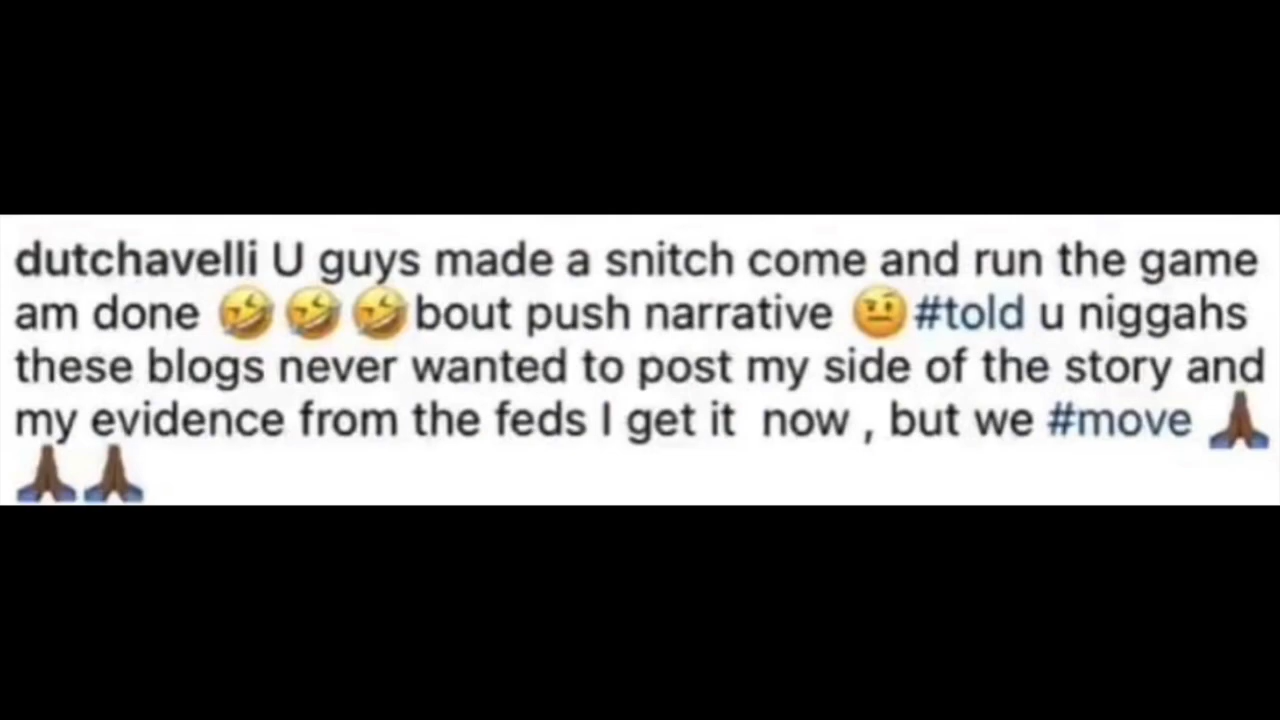 dutchavelli U guys made a snitch come and run the game
am done 🤣🤣🤣bout push narrative 🤨#told u niggahs
these blogs never wanted to post my side of the story and
my evidence from the feds I get it  now , but we #move 🙏🏿
🙏🏿🙏🏿